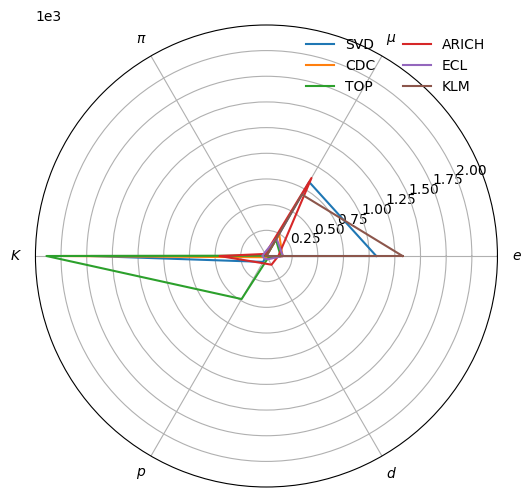 1e3
π
μ
SVD
CDC
TOP
ARICH
ECL
KLM
2.00
1.75
1.50
1.25
1.00
0.75
0.50
0.25
K
e
p
d